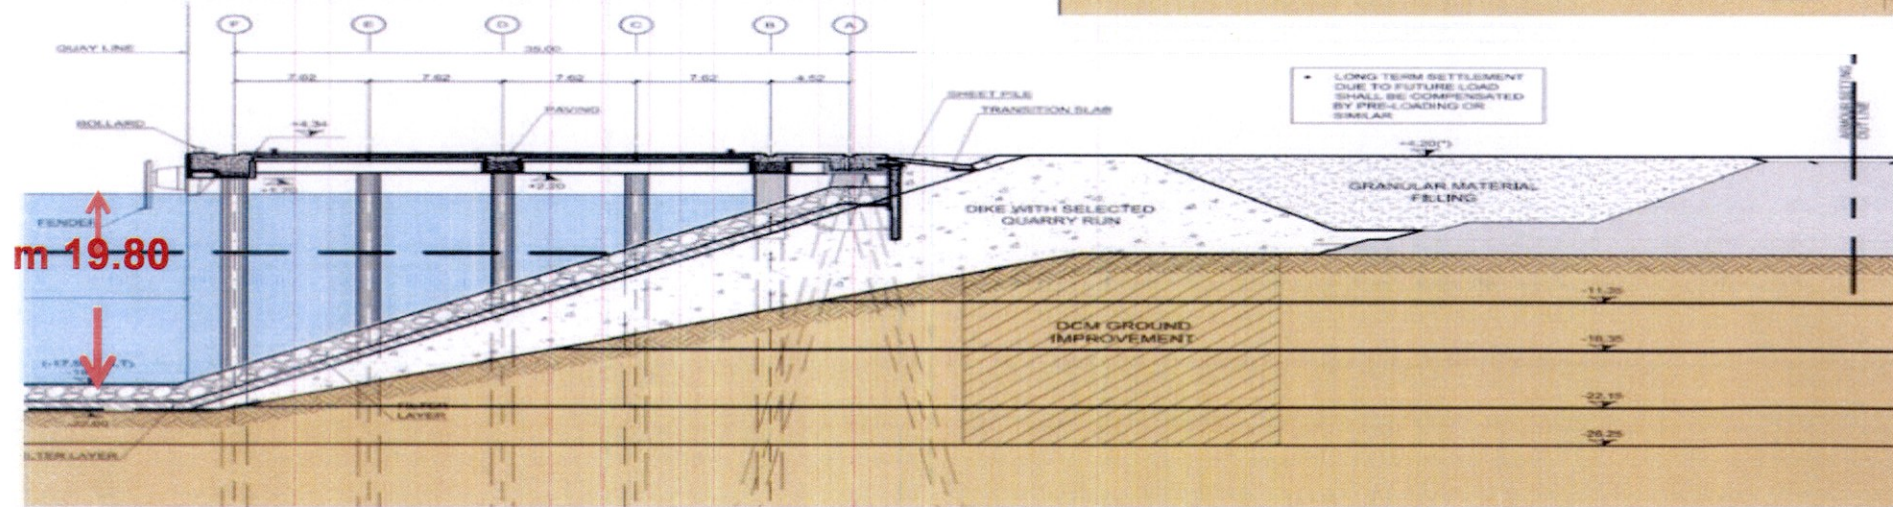 F E D C B A
QUAY LINE
35.00
7.62 7.62 7.62 7.62 4.52
SHEET PILE
TRANSITION SLAB
• LONG TERM SETTLEMENT
DUE TO FUTURE LOAD
SHALL BE COMPENSATED
BY PRE-LOADING OR
SIMILAR
BOLLARD
+4.34
PAVING
+4.20(*)
+2.20
FENDER
m 19.80
DIKE WITH SELECTED
QUARRY RUN
GRANULAR MATERIAL
FILLING
-11.35
DCM GROUND
IMPROVEMENT
-16.35
-22.15
FILTER
LAYER
-26.25
LTER LAYER